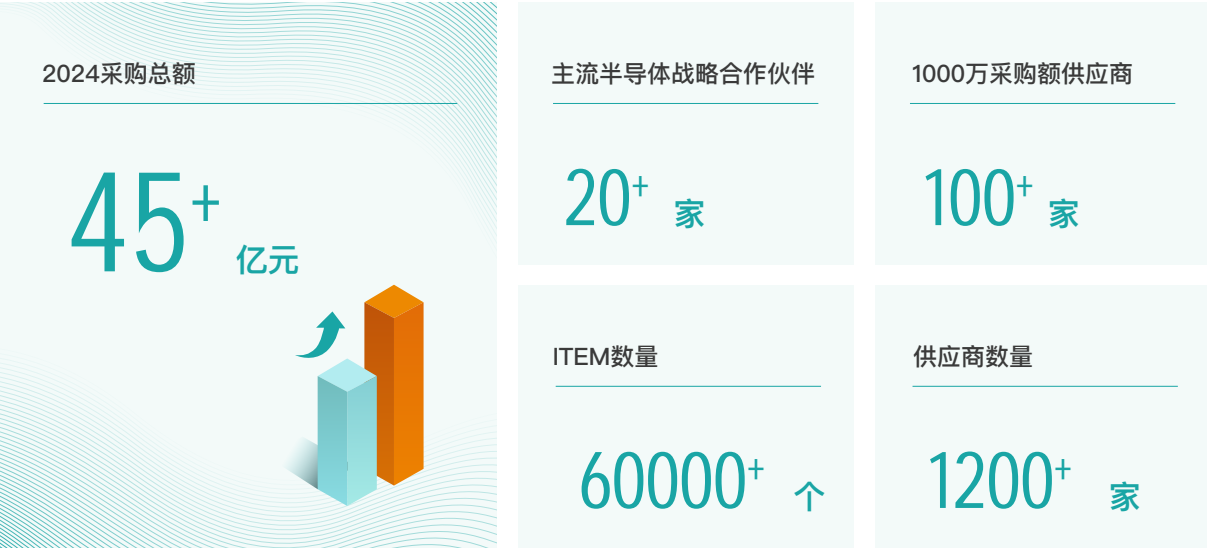 2024采购总额
45+ 亿元
主流半导体战略合作伙伴
20+ 家
1000万采购额供应商
100+ 家
ITEM数量
60000+ 个
供应商数量
1200+ 家